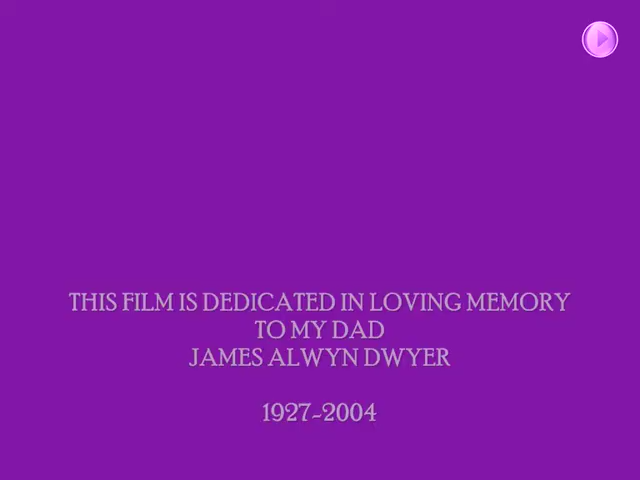 THIS FILM IS DEDICATED IN LOVING MEMORY
TO MY DAD
JAMES ALWYN DWYER
1927-2004